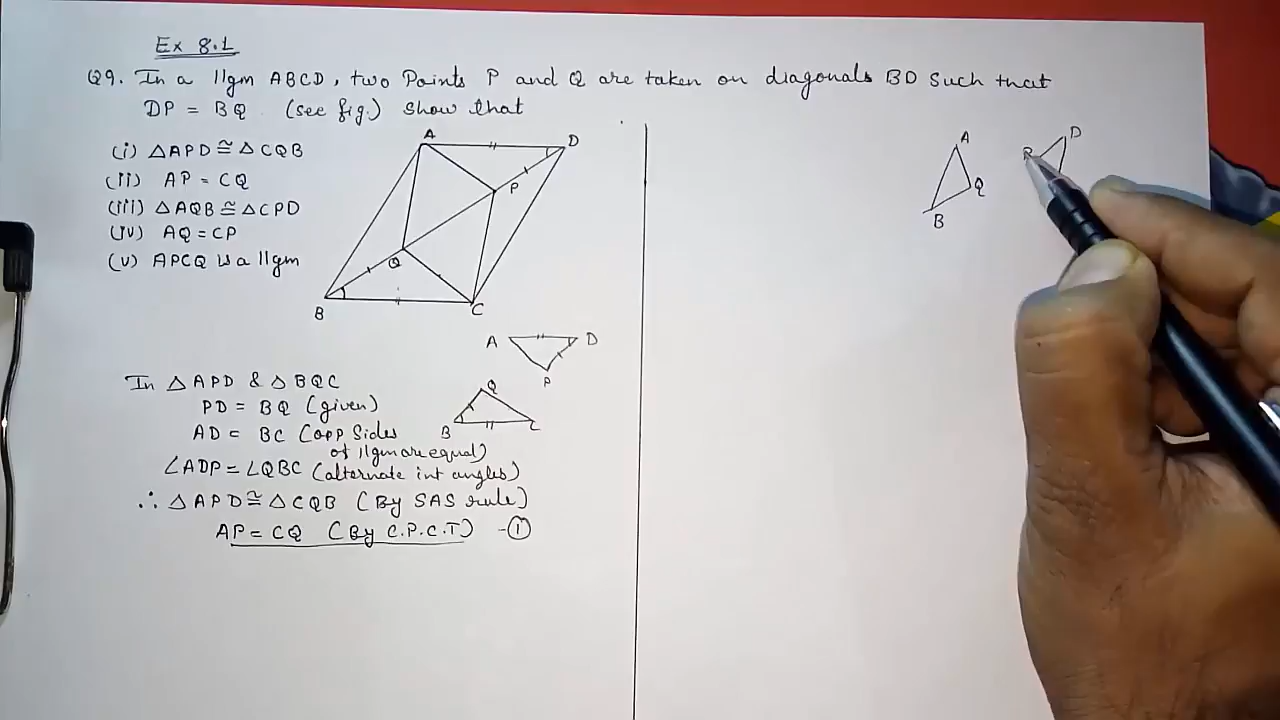 Ex 8.1
Q9. In a llgm ABCD, two Points P and Q are taken on diagonals BD Such that
DP = BQ (see fig.) show that
(i) △APD ≅ △CQB
(ii) AP = CQ
(iii) △AQB ≅ △CPD
(iv) AQ = CP
(v) APCQ is a llgm
A
D
P
Q
B
C
A
D
P
Q
B
C
In △APD & △BQC
PD = BQ (given)
AD = BC (opp Sides
of llgm are equal)
∠ADP = ∠QBC (alternate int angles)
∴ △APD ≅ △CQB (By SAS rule)
AP = CQ (By C.P.C.T) -①
A
Q
B
D